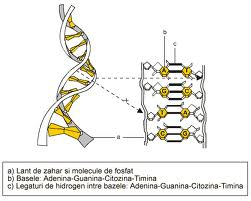 b
c
A T
G C
T A
C G
a
a) Lant de zahar si molecule de fosfat
b) Basele: Adenina-Guanina-Citozina-Timina
c) Legaturi de hidrogen intre bazele: Adenina-Guanina-Citozina-Timina